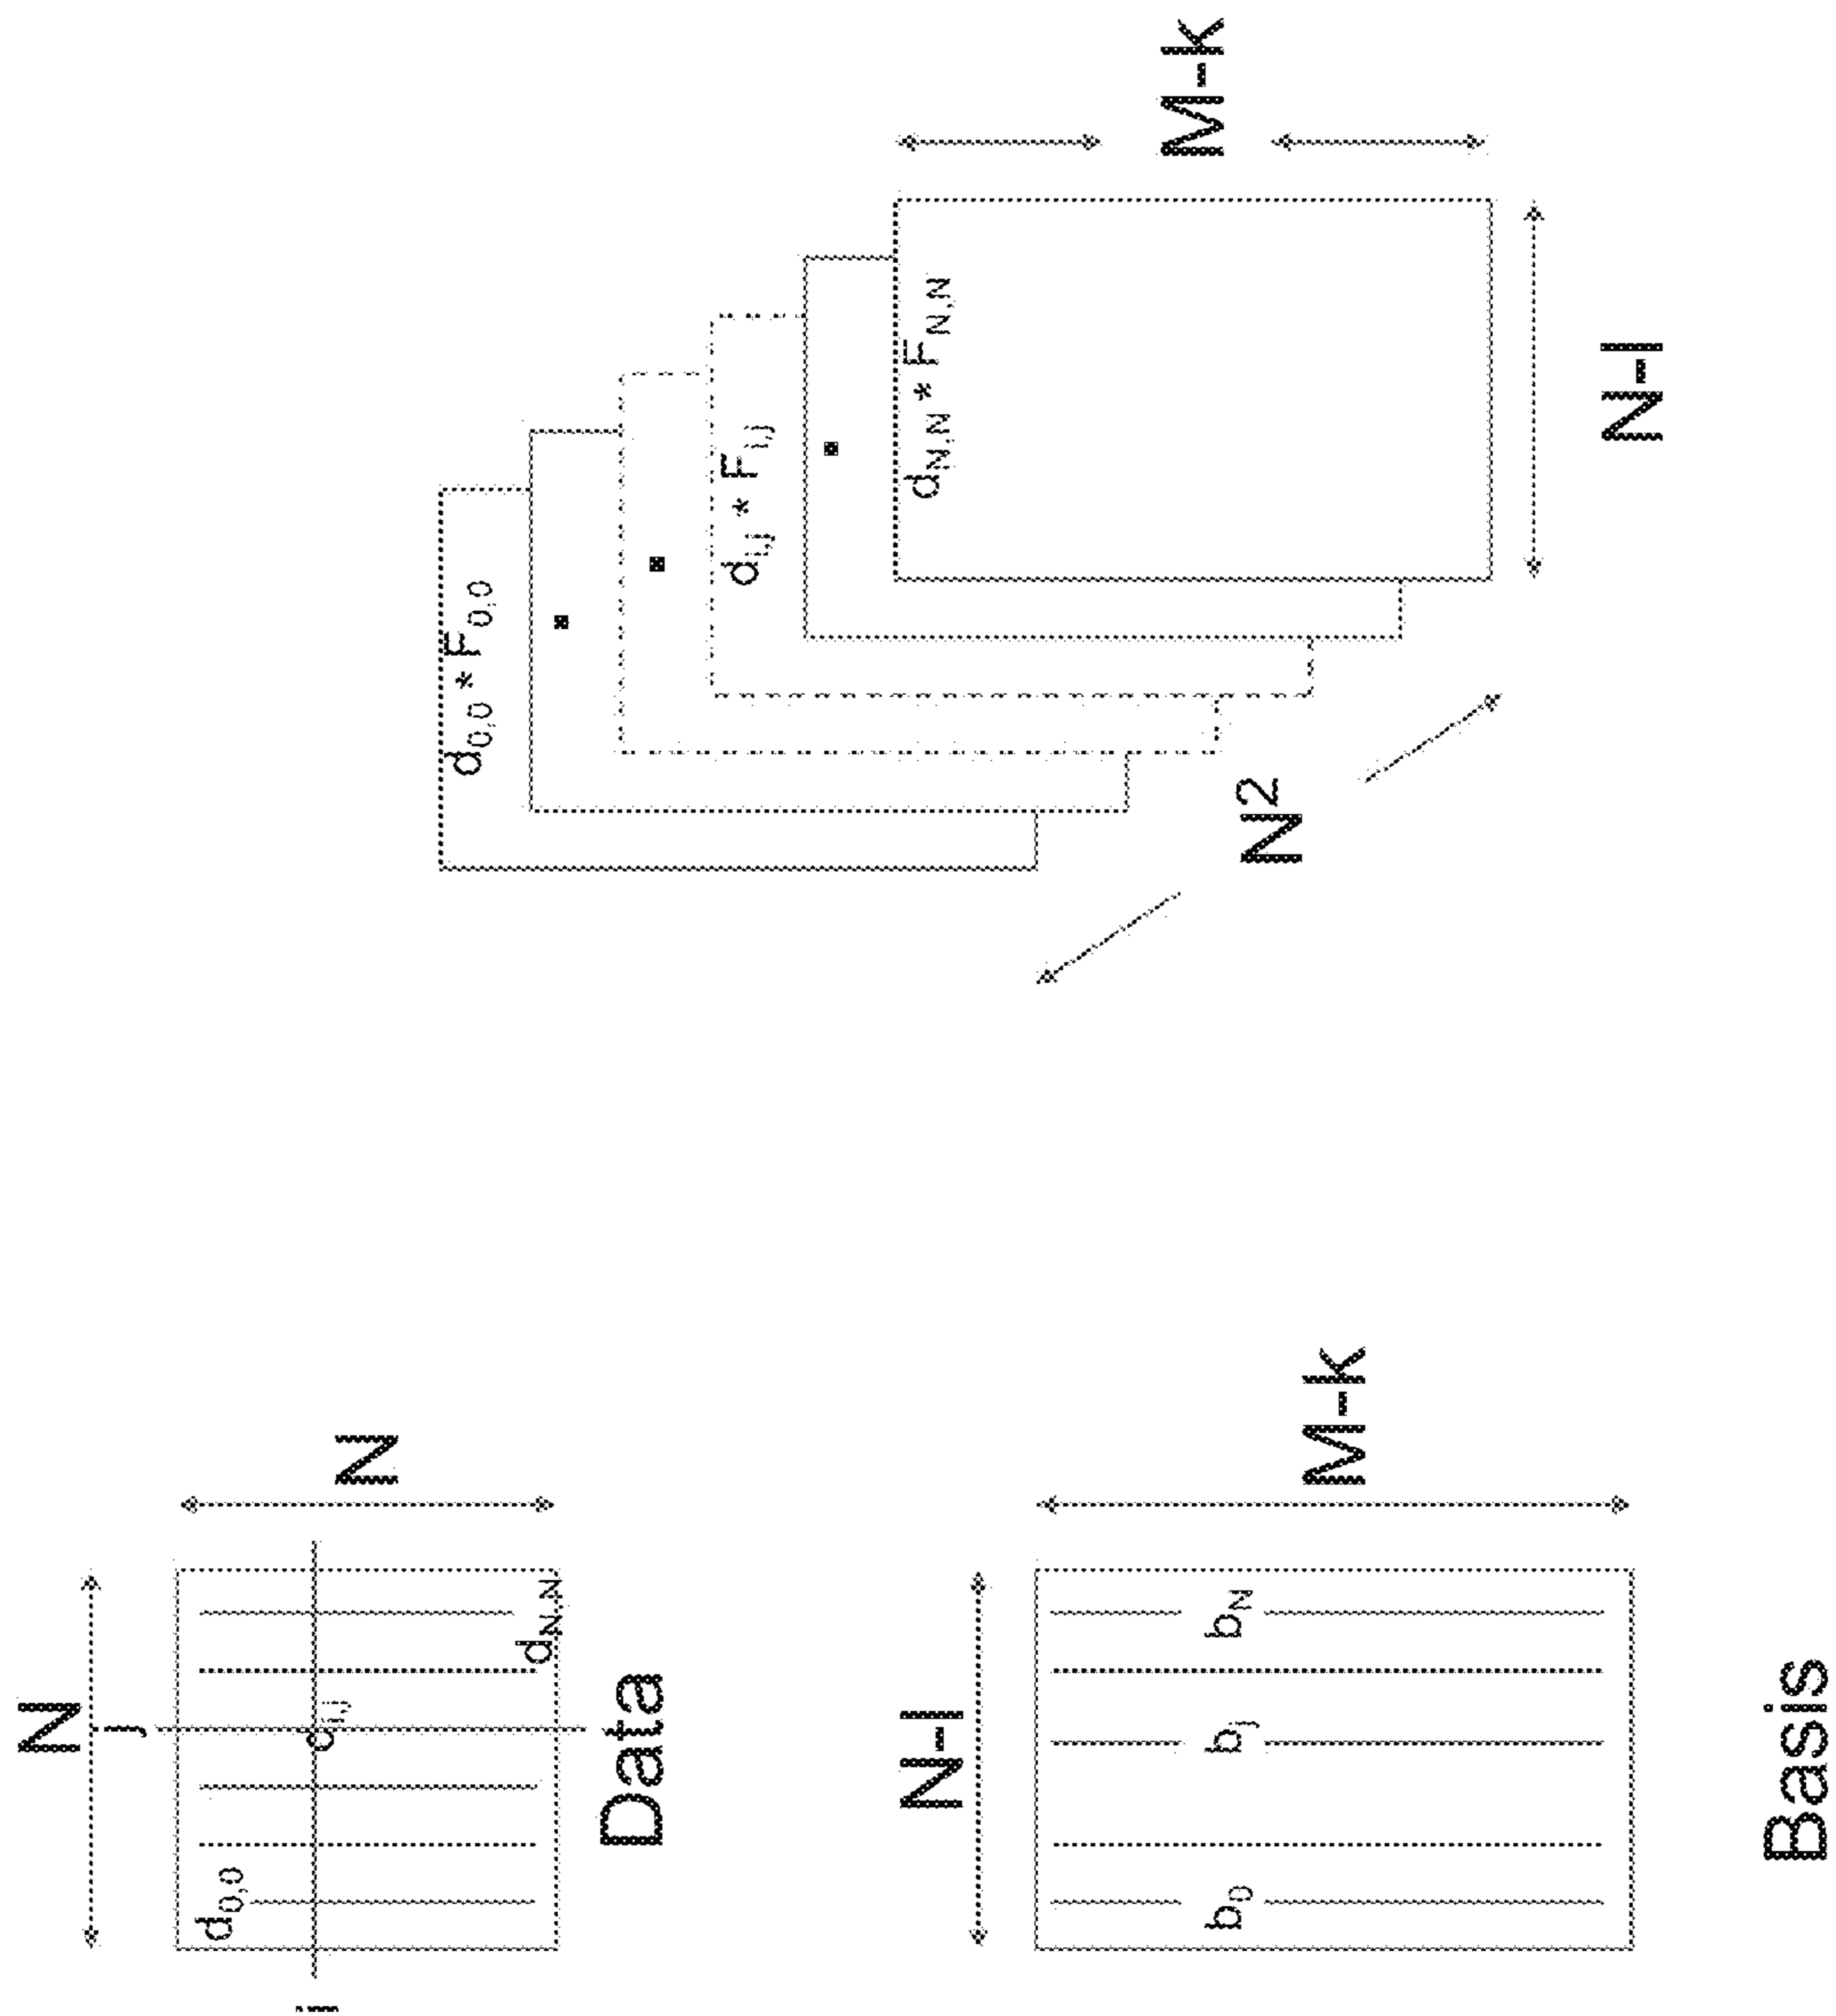 N
j
d0,0
i
di,j
N
dN,N
Data
N-l
b0 bj bN
M-k
Basis
d0,0 * F0,0
di,j * Fi,j
dN,N * FN,N
M-k
N2
N-l